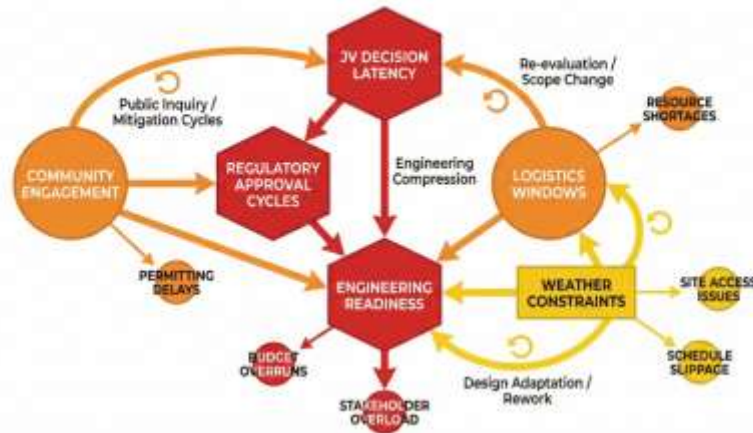 JV DECISION
LATENCY
Re-evaluation /
Scope Change
Public Inquiry /
Mitigation Cycles
RESOURCE
SHORTAGES
COMMUNITY
ENGAGEMENT
REGULATORY
APPROVAL
CYCLES
Engineering
Compression
LOGISTICS
WINDOWS
PERMITTING
DELAYS
ENGINEERING
READINESS
WEATHER
CONSTRAINTS
SITE ACCESS
ISSUES
BUDGET
OVERRUNS
SCHEDULE
SLIPPAGE
Design Adaptation /
Rework
STAKEHOLDER
OVERLOAD